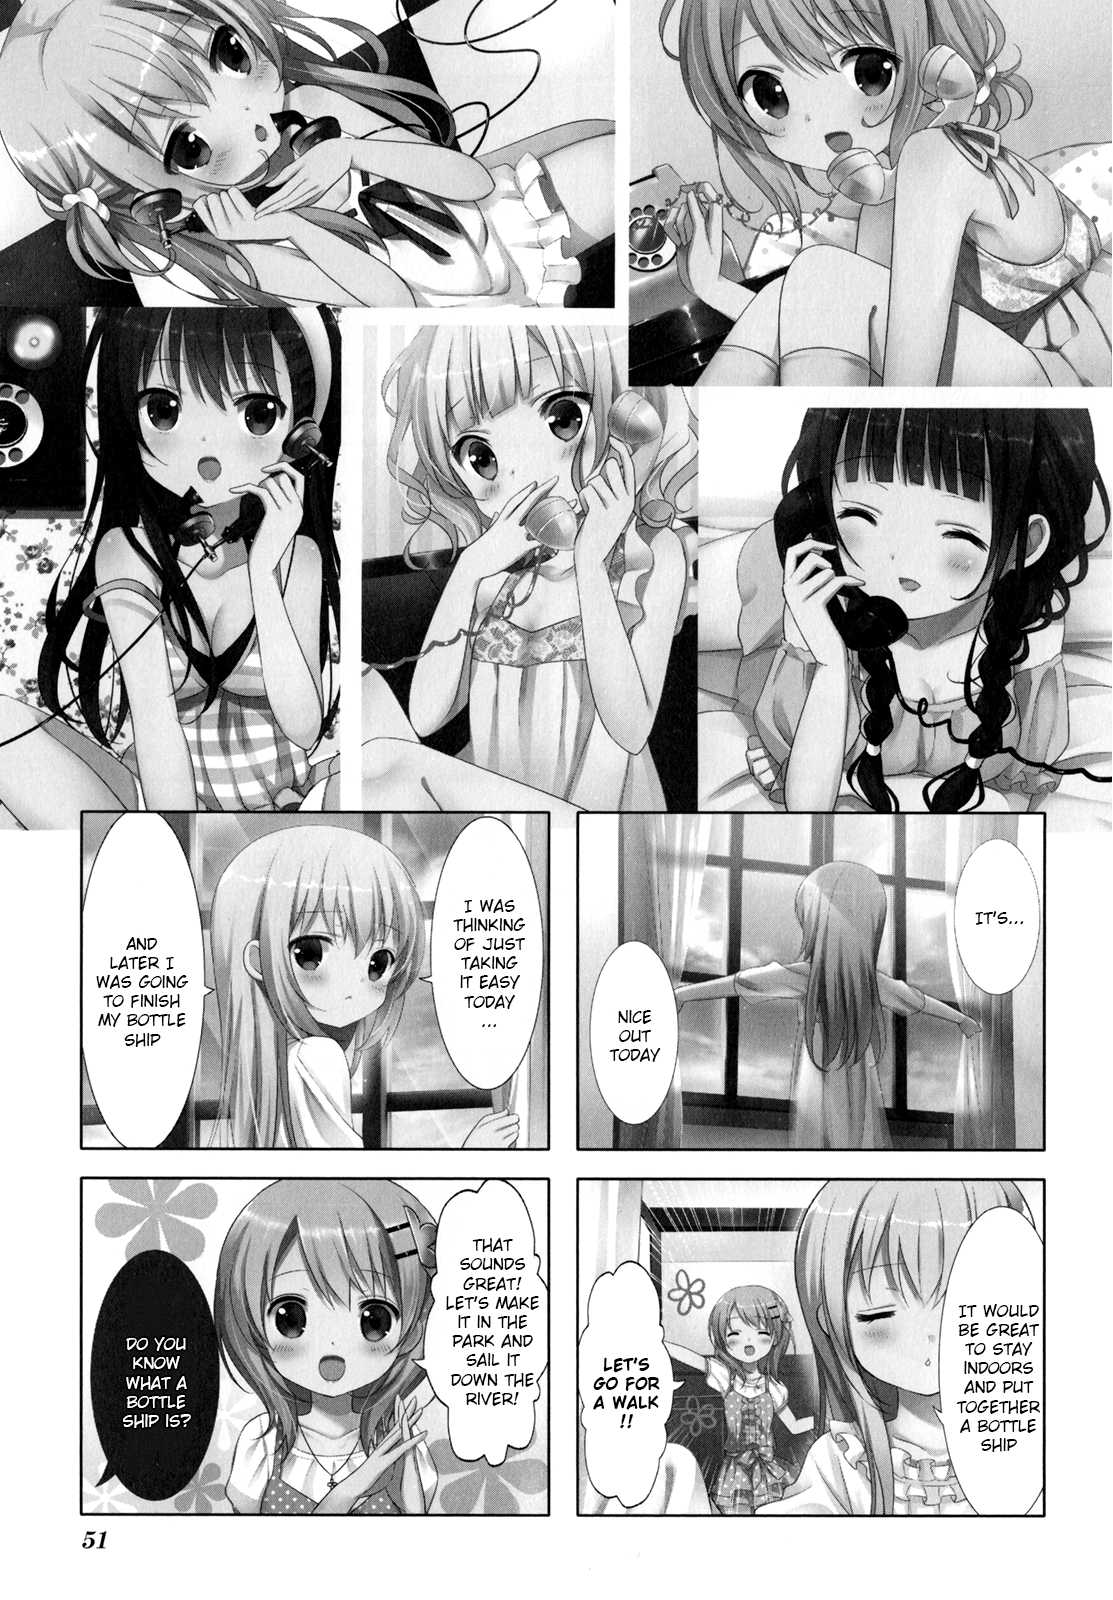 IT'S...
NICE
OUT
TODAY
IT WOULD
BE GREAT
TO STAY
INDOORS
AND PUT
TOGETHER
A BOTTLE
SHIP
LET'S
GO FOR
A WALK
!!
I WAS
THINKING
OF JUST
TAKING
IT EASY
TODAY
...
AND
LATER I
WAS GOING
TO FINISH
MY BOTTLE
SHIP
THAT
SOUNDS
GREAT!
LET'S MAKE
IT IN THE
PARK AND
SAIL IT
DOWN THE
RIVER!
DO YOU
KNOW
WHAT A
BOTTLE
SHIP IS?
51